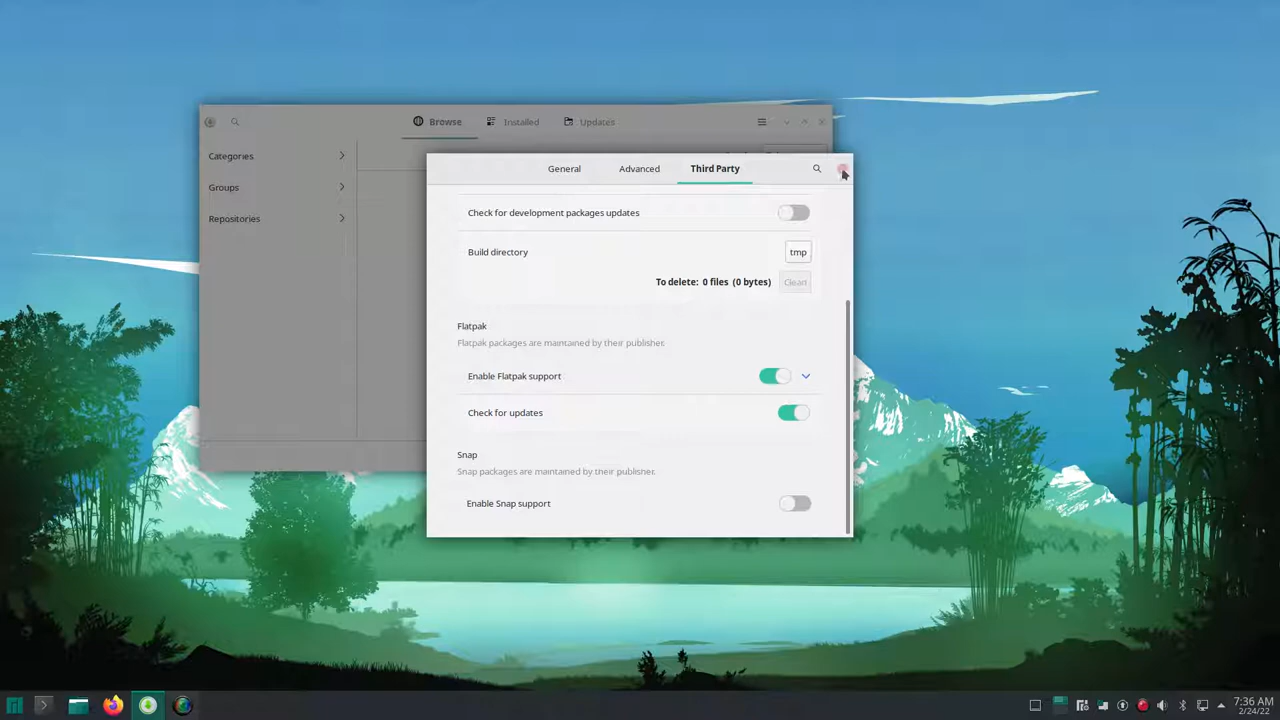 Browse Installed Updates
Categories
Groups
Repositories
General Advanced Third Party
Check for development packages updates
Build directory tmp
To delete: 0 files (0 bytes) Clean
Flatpak
Flatpak packages are maintained by their publisher.
Enable Flatpak support
Check for updates
Snap
Snap packages are maintained by their publisher.
Enable Snap support
7:36 AM
2/24/22